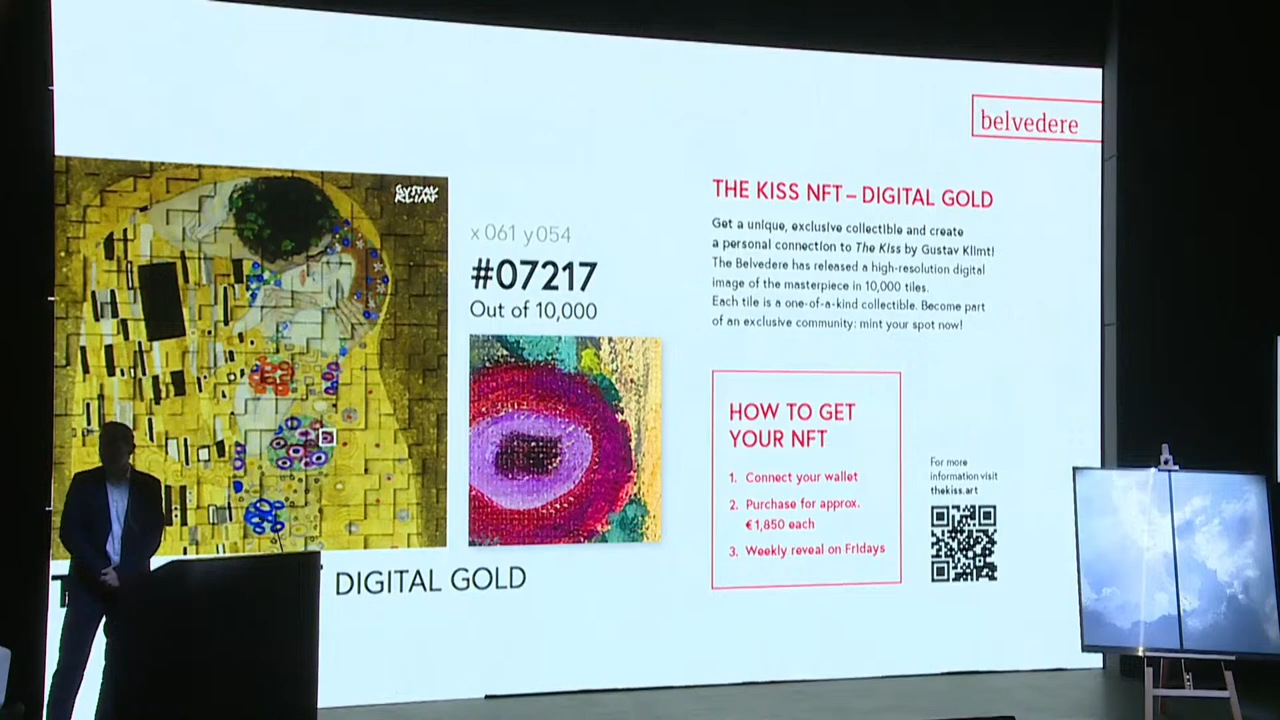 belvedere
GUSTAV
KLIMT
x 061 y 054
#07217
Out of 10,000
DIGITAL GOLD
THE KISS NFT – DIGITAL GOLD
Get a unique, exclusive collectible and create
a personal connection to The Kiss by Gustav Klimt!
The Belvedere has released a high-resolution digital
image of the masterpiece in 10,000 tiles.
Each tile is a one-of-a-kind collectible. Become part
of an exclusive community: mint your spot now!
HOW TO GET
YOUR NFT
1. Connect your wallet
2. Purchase for approx.
€1,850 each
3. Weekly reveal on Fridays
For more
information visit
thekiss.art